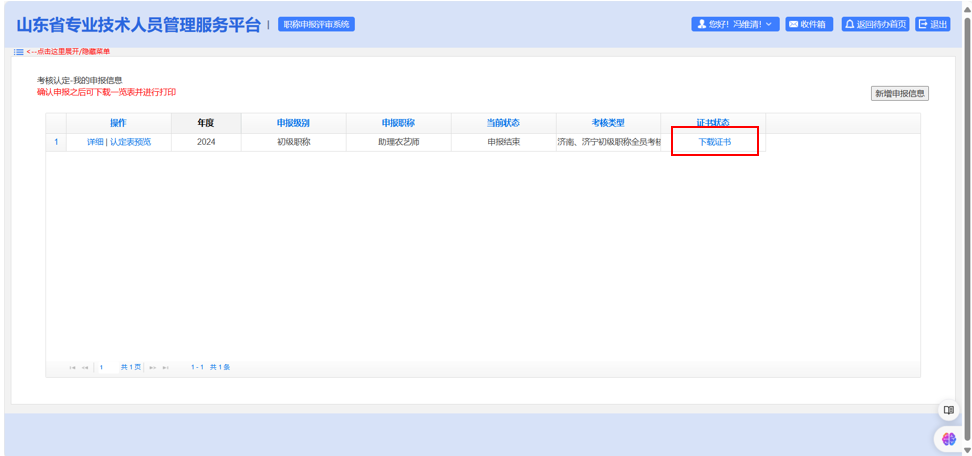 山东省专业技术人员管理服务平台 | 职称申报评审系统 您好！冯维清！ 收件箱 返回待办首页 退出
<--点击这里展开/隐藏菜单
考核认定-我的申报信息
确认申报之后可下载一览表并进行打印
新增申报信息
操作 年度 申报级别 申报职称 当前状态 考核类型 证书状态
1 详细 | 认定表预览 2024 初级职称 助理农艺师 申报结束 济南、济宁初级职称全员考核 下载证书
1 共 1 页 1 - 1 共 1 条